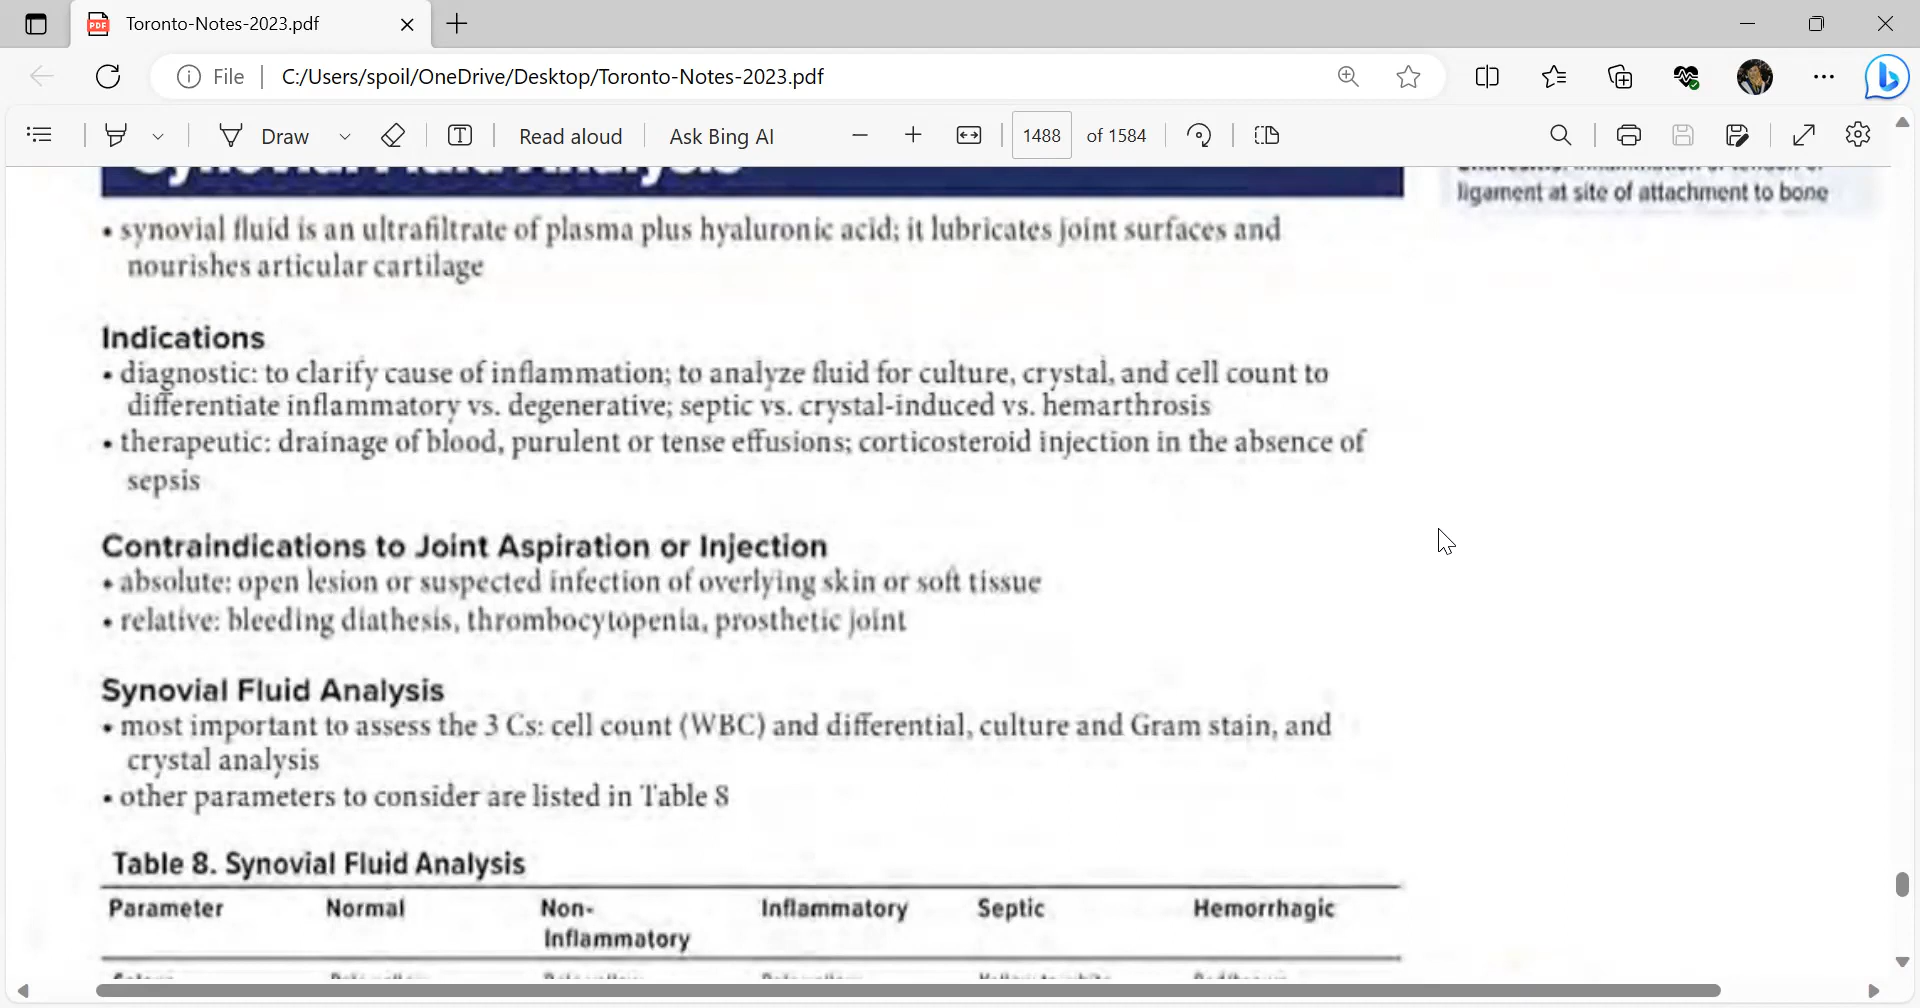 Toronto-Notes-2023.pdf
File
C:/Users/spoil/OneDrive/Desktop/Toronto-Notes-2023.pdf
Draw
Read aloud
Ask Bing AI
1488 of 1584
Synovial Fluid Analysis
ligament at site of attachment to bone
• synovial fluid is an ultrafiltrate of plasma plus hyaluronic acid; it lubricates joint surfaces and
nourishes articular cartilage
Indications
• diagnostic: to clarify cause of inflammation; to analyze fluid for culture, crystal, and cell count to
differentiate inflammatory vs. degenerative; septic vs. crystal-induced vs. hemarthrosis
• therapeutic: drainage of blood, purulent or tense effusions; corticosteroid injection in the absence of
sepsis
Contraindications to Joint Aspiration or Injection
• absolute: open lesion or suspected infection of overlying skin or soft tissue
• relative: bleeding diathesis, thrombocytopenia, prosthetic joint
Synovial Fluid Analysis
• most important to assess the 3 Cs: cell count (WBC) and differential, culture and Gram stain, and
crystal analysis
• other parameters to consider are listed in Table 8
Table 8. Synovial Fluid Analysis
Parameter Normal Non- Inflammatory Septic Hemorrhagic
Inflammatory